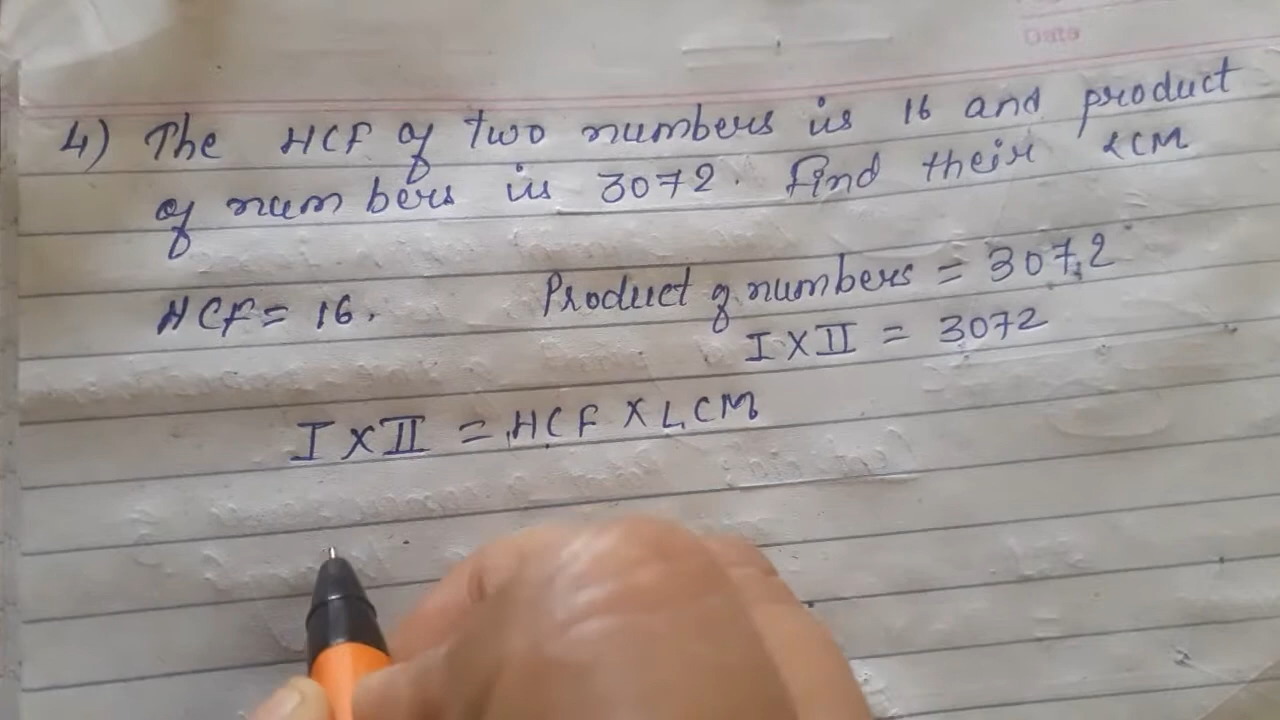 Date
4) The HCF of two numbers is 16 and product
of numbers is 3072. find their LCM
HCF = 16. Product of numbers = 3072
I X II = 3072
I X II = HCF X LCM